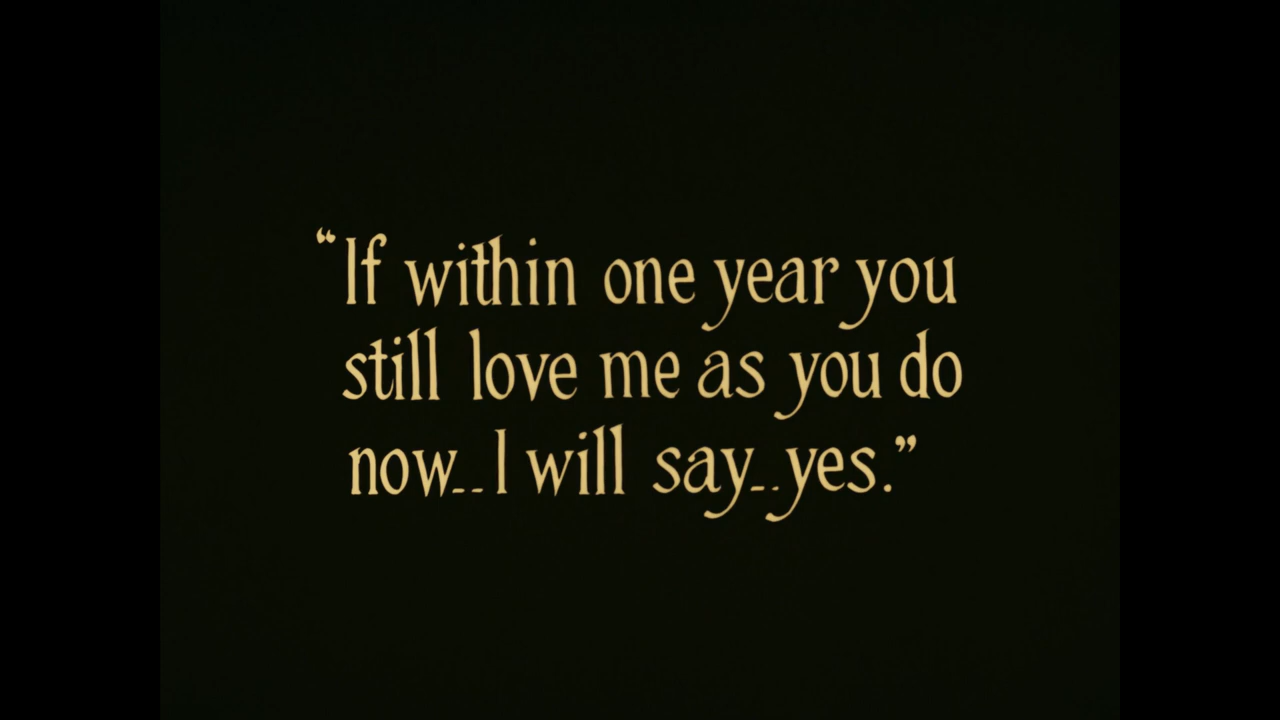 “If within one year you
still love me as you do
now--I will say--yes.”